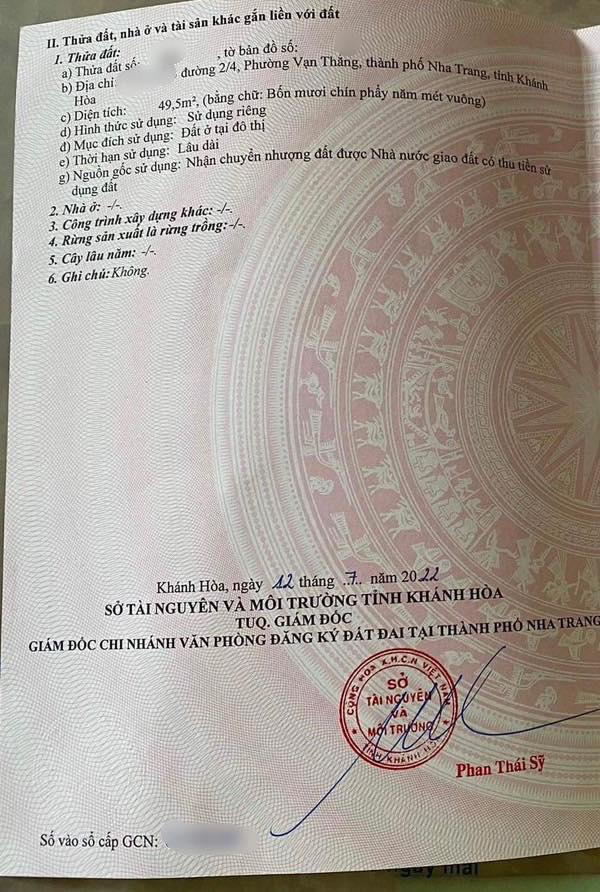 II. Thửa đất, nhà ở và tài sản khác gắn liền với đất
1. Thửa đất:
a) Thửa đất số: , tờ bản đồ số:
b) Địa chỉ , đường 2/4, Phường Vạn Thắng, thành phố Nha Trang, tỉnh Khánh
Hòa
c) Diện tích: 49,5m², (bằng chữ: Bốn mươi chín phẩy năm mét vuông)
d) Hình thức sử dụng: Sử dụng riêng
đ) Mục đích sử dụng: Đất ở tại đô thị
e) Thời hạn sử dụng: Lâu dài
g) Nguồn gốc sử dụng: Nhận chuyển nhượng đất được Nhà nước giao đất có thu tiền sử
dụng đất
2. Nhà ở: -/-.
3. Công trình xây dựng khác: -/-.
4. Rừng sản xuất là rừng trồng:-/-.
5. Cây lâu năm: -/-.
6. Ghi chú: Không.
Khánh Hòa, ngày 12 tháng .7. năm 2022
SỞ TÀI NGUYÊN VÀ MÔI TRƯỜNG TỈNH KHÁNH HÒA
TUQ. GIÁM ĐỐC
GIÁM ĐỐC CHI NHÁNH VĂN PHÒNG ĐĂNG KÝ ĐẤT ĐAI TẠI THÀNH PHỐ NHA TRANG
CỘNG HÒA X.H.C.N VIỆT NAM
SỞ
TÀI NGUYÊN
VÀ
MÔI TRƯỜNG
TỈNH KHÁNH HÒA
Phan Thái Sỹ
Số vào sổ cấp GCN: